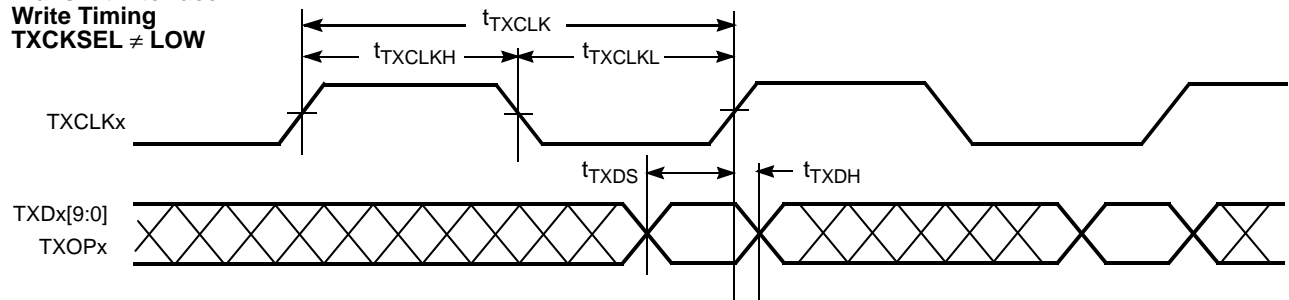 Write Timing
TXCKSEL ≠ LOW
tTXCLK
tTXCLKH
tTXCLKL
TXCLKx
tTXDS
tTXDH
TXDx[9:0]
TXOPx